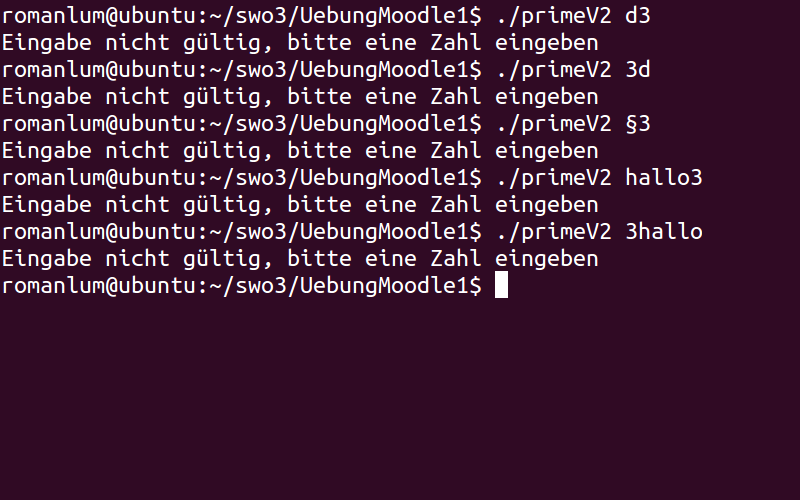 romanlum@ubuntu:~/swo3/UebungMoodle1$ ./primeV2 d3
Eingabe nicht gültig, bitte eine Zahl eingeben
romanlum@ubuntu:~/swo3/UebungMoodle1$ ./primeV2 3d
Eingabe nicht gültig, bitte eine Zahl eingeben
romanlum@ubuntu:~/swo3/UebungMoodle1$ ./primeV2 §3
Eingabe nicht gültig, bitte eine Zahl eingeben
romanlum@ubuntu:~/swo3/UebungMoodle1$ ./primeV2 hallo3
Eingabe nicht gültig, bitte eine Zahl eingeben
romanlum@ubuntu:~/swo3/UebungMoodle1$ ./primeV2 3hallo
Eingabe nicht gültig, bitte eine Zahl eingeben
romanlum@ubuntu:~/swo3/UebungMoodle1$